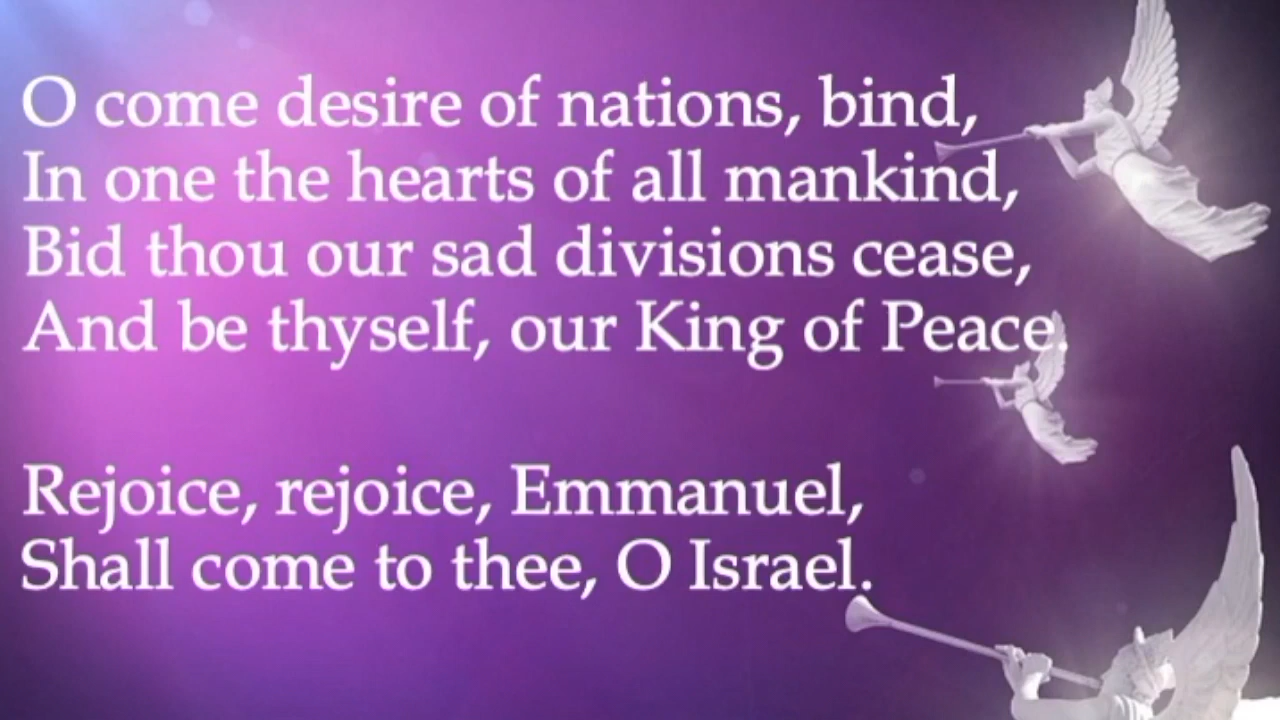 O come desire of nations, bind,
In one the hearts of all mankind,
Bid thou our sad divisions cease,
And be thyself, our King of Peace.
Rejoice, rejoice, Emmanuel,
Shall come to thee, O Israel.